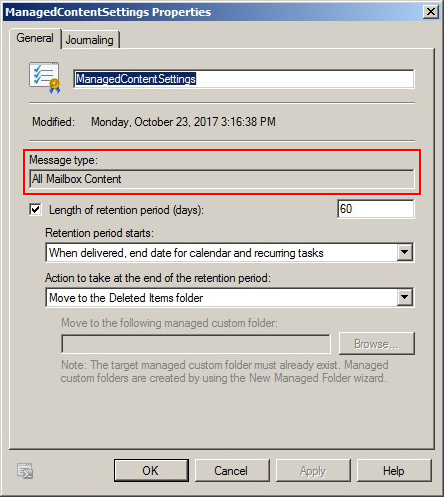 ManagedContentSettings Properties
General
Journaling
ManagedContentSettings
Modified: Monday, October 23, 2017 3:16:38 PM
Message type:
All Mailbox Content
Length of retention period (days): 60
Retention period starts:
When delivered, end date for calendar and recurring tasks
Action to take at the end of the retention period:
Move to the Deleted Items folder
Move to the following managed custom folder:
Browse...
Note: The target managed custom folder must already exist. Managed
custom folders are created by using the New Managed Folder wizard.
OK Cancel Apply Help